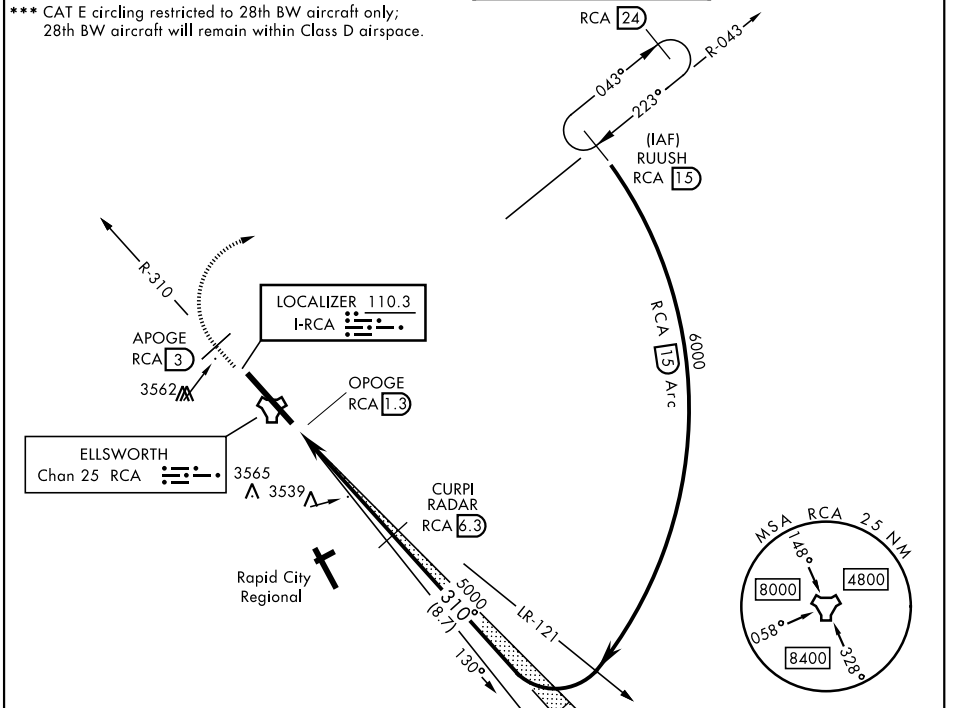 *** CAT E circling restricted to 28th BW aircraft only;
28th BW aircraft will remain within Class D airspace.
RCA 24
R-043
043°
223°
(IAF)
RUUSH
RCA 15
R-310
LOCALIZER 110.3
I-RCA
APOGE
RCA 3
3562
OPOGE
RCA 1.3
6000
RCA 15 Arc
ELLSWORTH
Chan 25 RCA
3565
3539
CURPI
RADAR
RCA 6.3
Rapid City
Regional
5000
310°
(8.7)
LR-121
130°
MSA RCA 25 NM
148°
8000
4800
058°
8400
328°